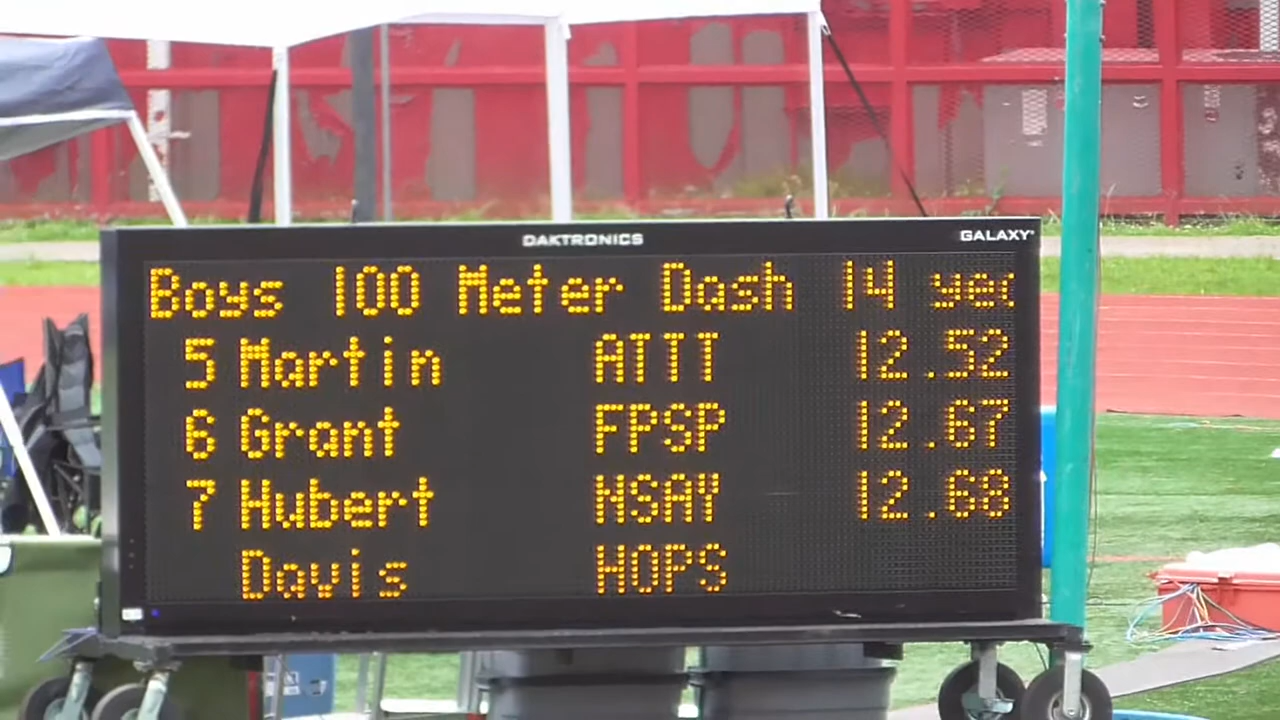 DAKTRONICS GALAXY
Boys 100 Meter Dash 14 yea
5 Martin ATTT 12.52
6 Grant FPSP 12.67
7 Hubert NSAY 12.68
Davis HOPS